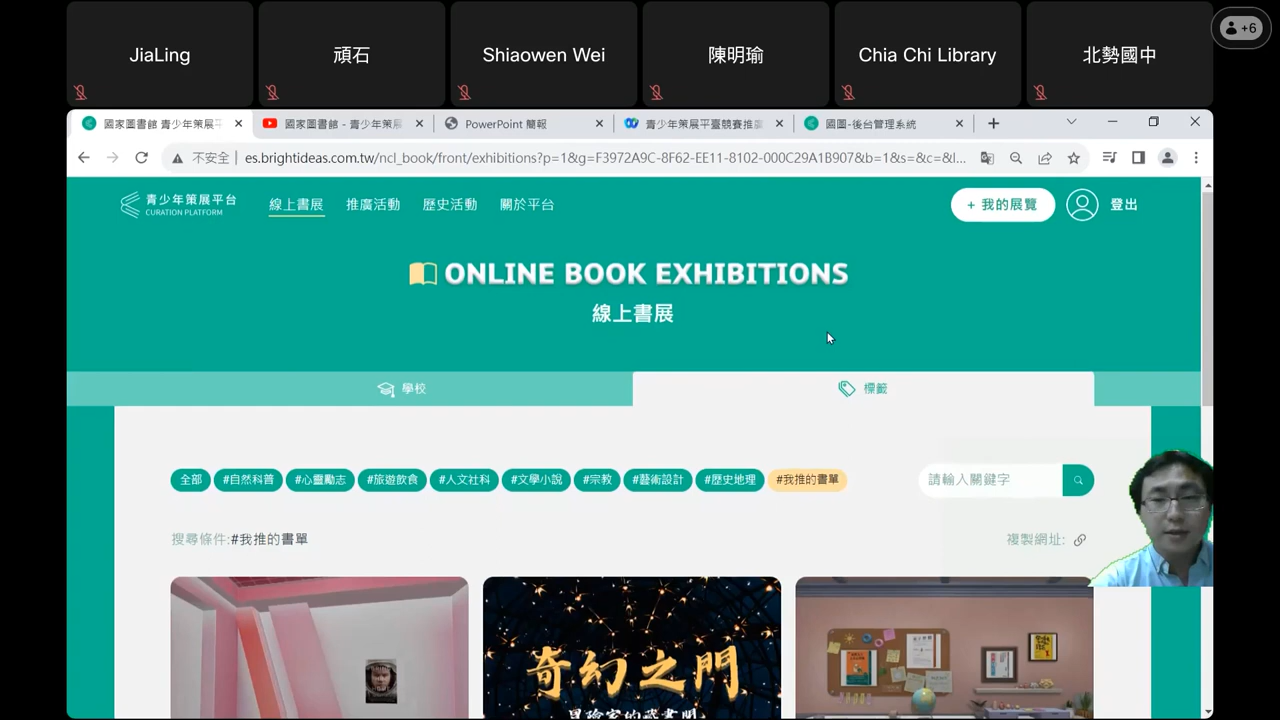 JiaLing
頑石
Shiaowen Wei
陳明瑜
Chia Chi Library
北勢國中
+6
國家圖書館 青少年策展平
國家圖書館 - 青少年策展
PowerPoint 簡報
青少年策展平臺競賽推廣
國圖-後台管理系統
不安全
es.brightideas.com.tw/ncl_book/front/exhibitions?p=1&g=F3972A9C-8F62-EE11-8102-000C29A1B907&b=1&s=&c=&l...
青少年策展平台
CURATION PLATFORM
線上書展
推廣活動
歷史活動
關於平台
+ 我的展覽
登出
ONLINE BOOK EXHIBITIONS
線上書展
學校
標籤
全部
#自然科普
#心靈勵志
#旅遊飲食
#人文社科
#文學小說
#宗教
#藝術設計
#歷史地理
#我推的書單
請輸入關鍵字
搜尋條件:#我推的書單
複製網址:
奇幻之門